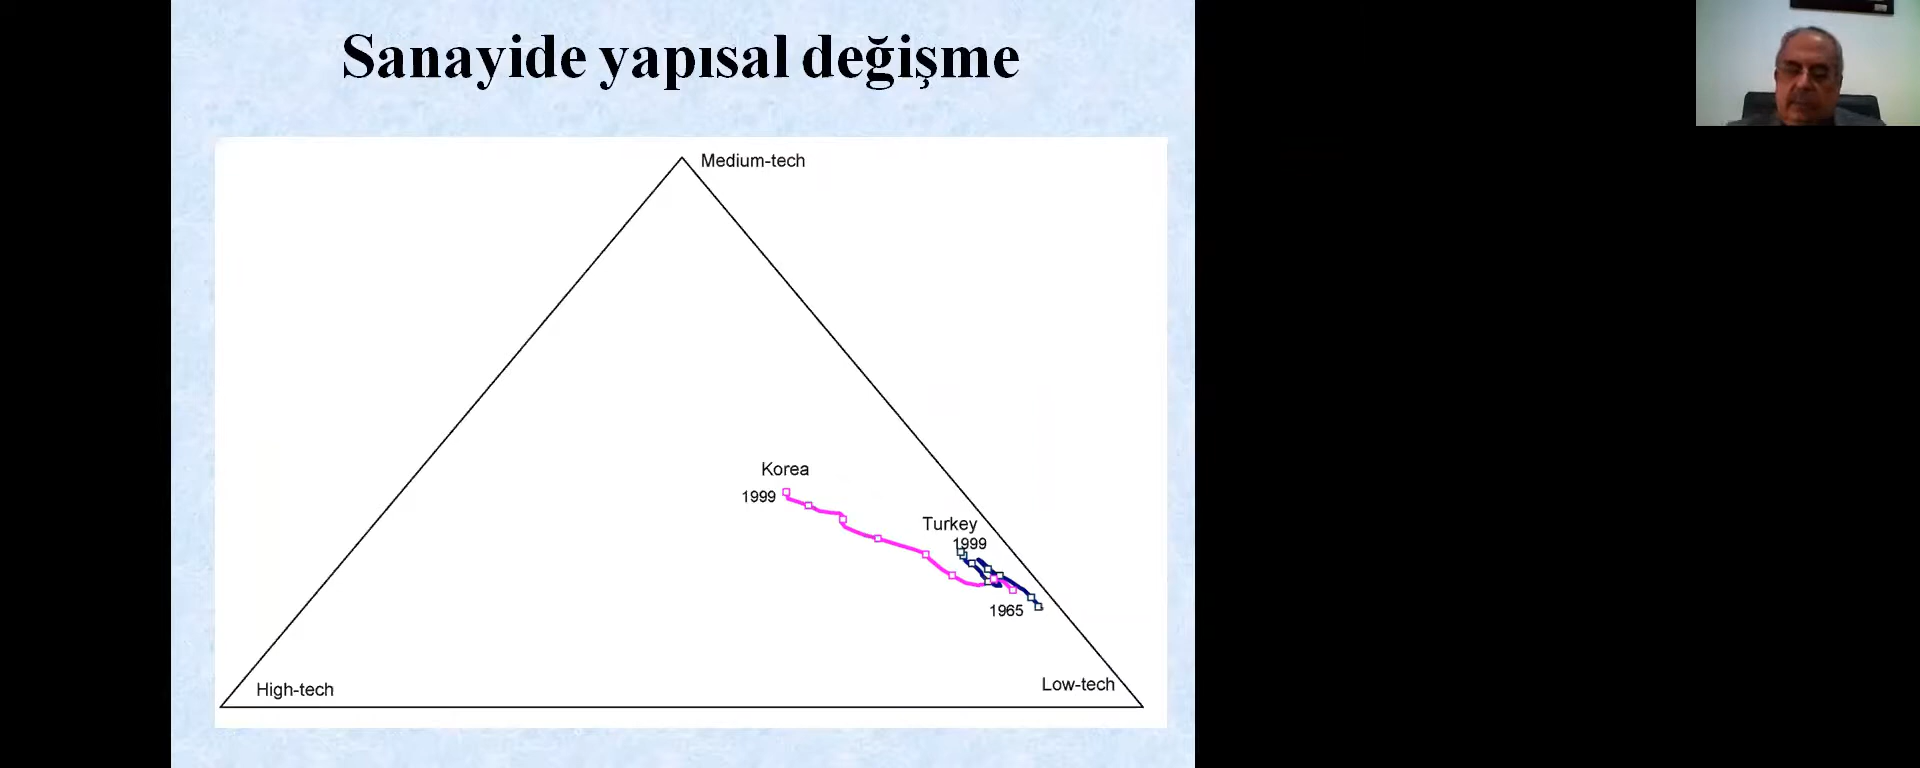 Sanayide yapısal değişme
Medium-tech
Korea
1999
Turkey
1999
1965
High-tech
Low-tech